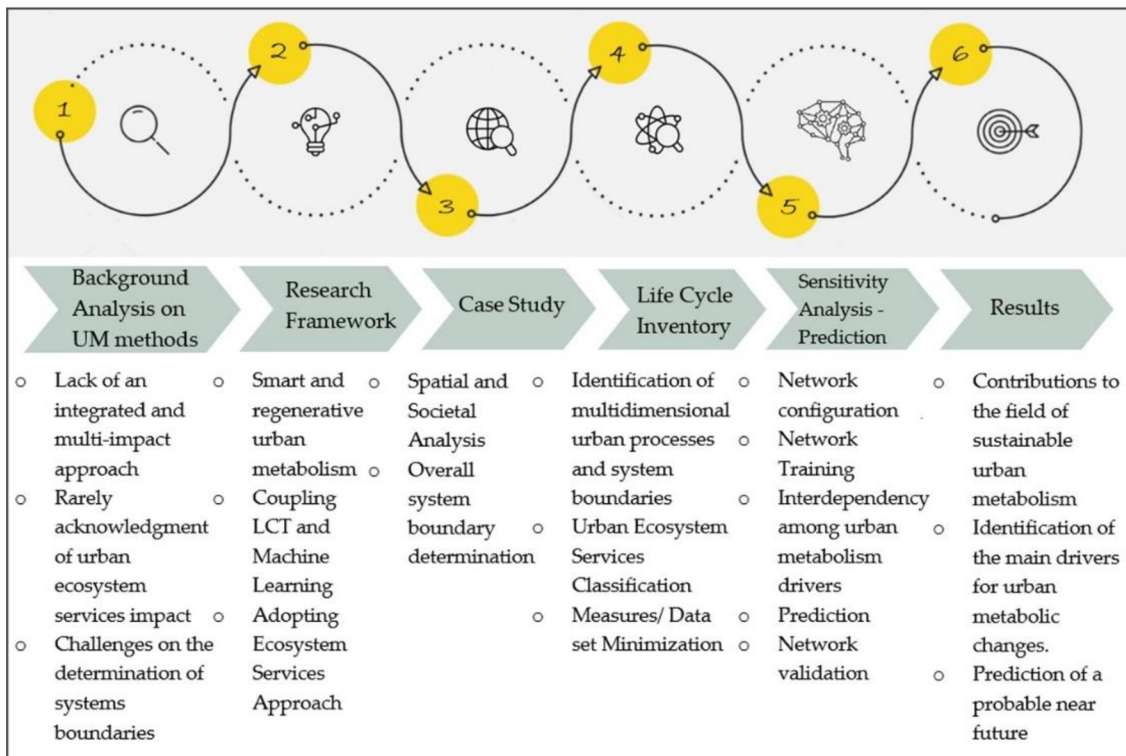 1
2
3
4
5
6
Background
Analysis on
UM methods
Research
Framework
Case Study
Life Cycle
Inventory
Sensitivity
Analysis -
Prediction
Results
o Lack of an
integrated and
multi-impact
approach
o Rarely
acknowledgment
of urban
ecosystem
services impact
o Challenges on the
determination of
systems
boundaries
o Smart and
regenerative
urban
metabolism
o Coupling
LCT and
Machine
Learning
o Adopting
Ecosystem
Services
Approach
o Spatial and
Societal
Analysis
o Overall
system
boundary
determination
o Identification of
multidimensional
urban processes
and system
boundaries
o Urban Ecosystem
Services
Classification
o Measures/ Data
set Minimization
o Network
configuration
o Network
Training
o Interdependency
among urban
metabolism
drivers
o Prediction
o Network
validation
o Contributions to
the field of
sustainable
urban
metabolism
o Identification of
the main drivers
for urban
metabolic
changes.
o Prediction of a
probable near
future